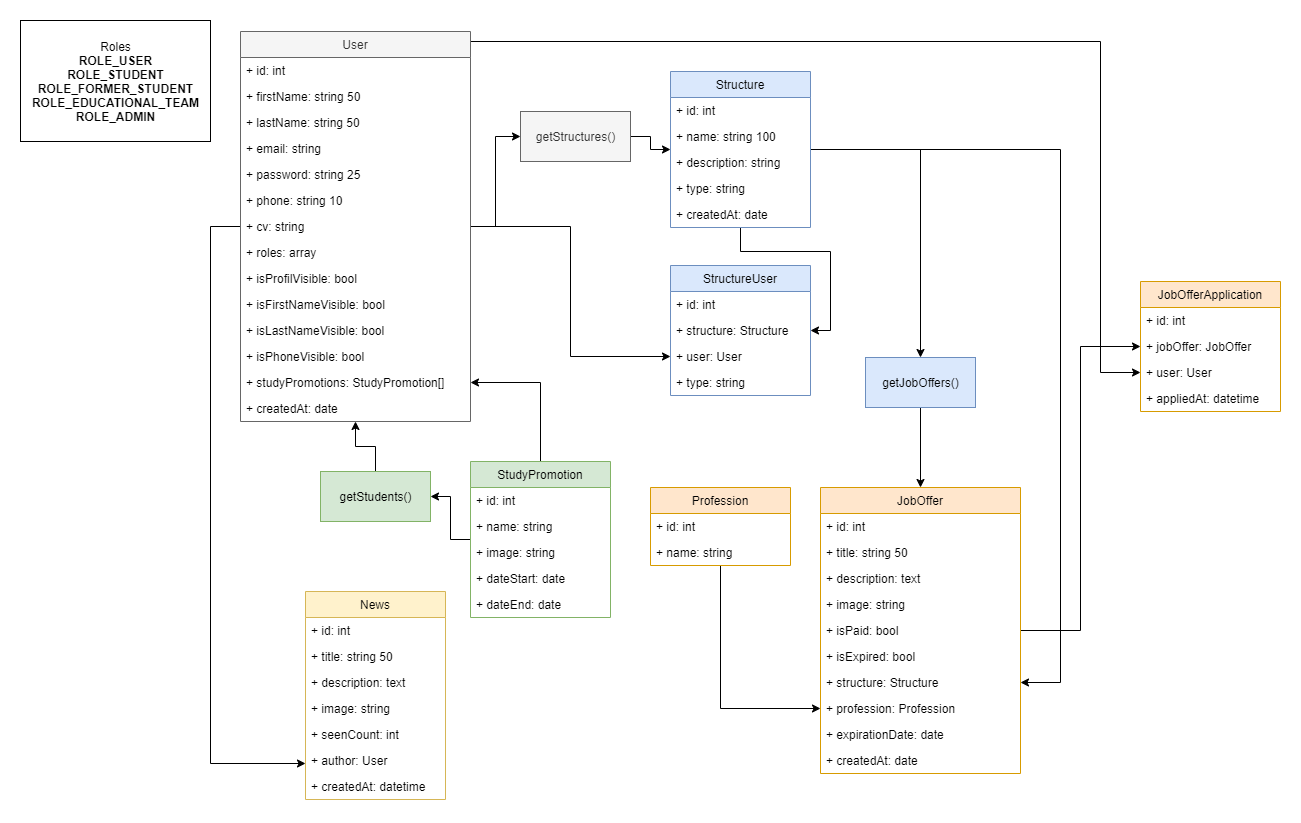 Roles
ROLE_USER
ROLE_STUDENT
ROLE_FORMER_STUDENT
ROLE_EDUCATIONAL_TEAM
ROLE_ADMIN
User
+ id: int
+ firstName: string 50
+ lastName: string 50
+ email: string
+ password: string 25
+ phone: string 10
+ cv: string
+ roles: array
+ isProfilVisible: bool
+ isFirstNameVisible: bool
+ isLastNameVisible: bool
+ isPhoneVisible: bool
+ studyPromotions: StudyPromotion[]
+ createdAt: date
getStructures()
Structure
+ id: int
+ name: string 100
+ description: string
+ type: string
+ createdAt: date
StructureUser
+ id: int
+ structure: Structure
+ user: User
+ type: string
getJobOffers()
JobOfferApplication
+ id: int
+ jobOffer: JobOffer
+ user: User
+ appliedAt: datetime
getStudents()
StudyPromotion
+ id: int
+ name: string
+ image: string
+ dateStart: date
+ dateEnd: date
Profession
+ id: int
+ name: string
JobOffer
+ id: int
+ title: string 50
+ description: text
+ image: string
+ isPaid: bool
+ isExpired: bool
+ structure: Structure
+ profession: Profession
+ expirationDate: date
+ createdAt: date
News
+ id: int
+ title: string 50
+ description: text
+ image: string
+ seenCount: int
+ author: User
+ createdAt: datetime